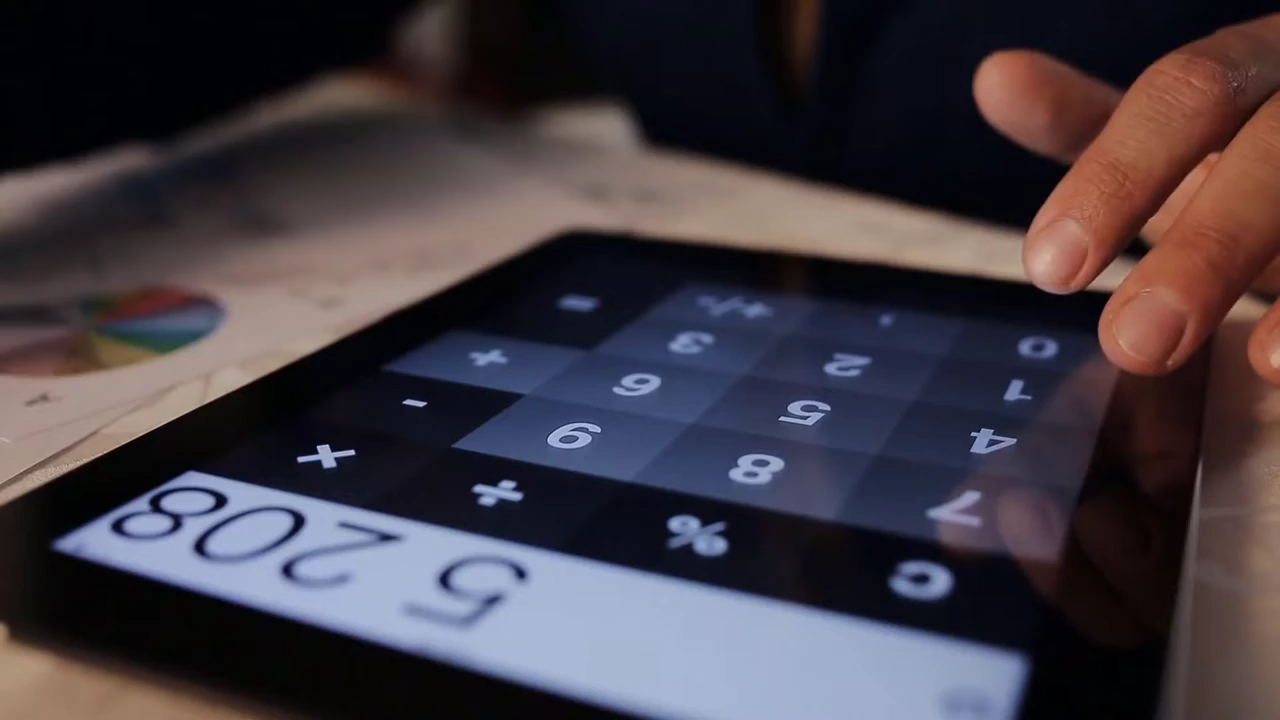 5 208
C % ÷ ×
7 8 9 -
4 5 6 +
1 2 3 =
0 , +/-